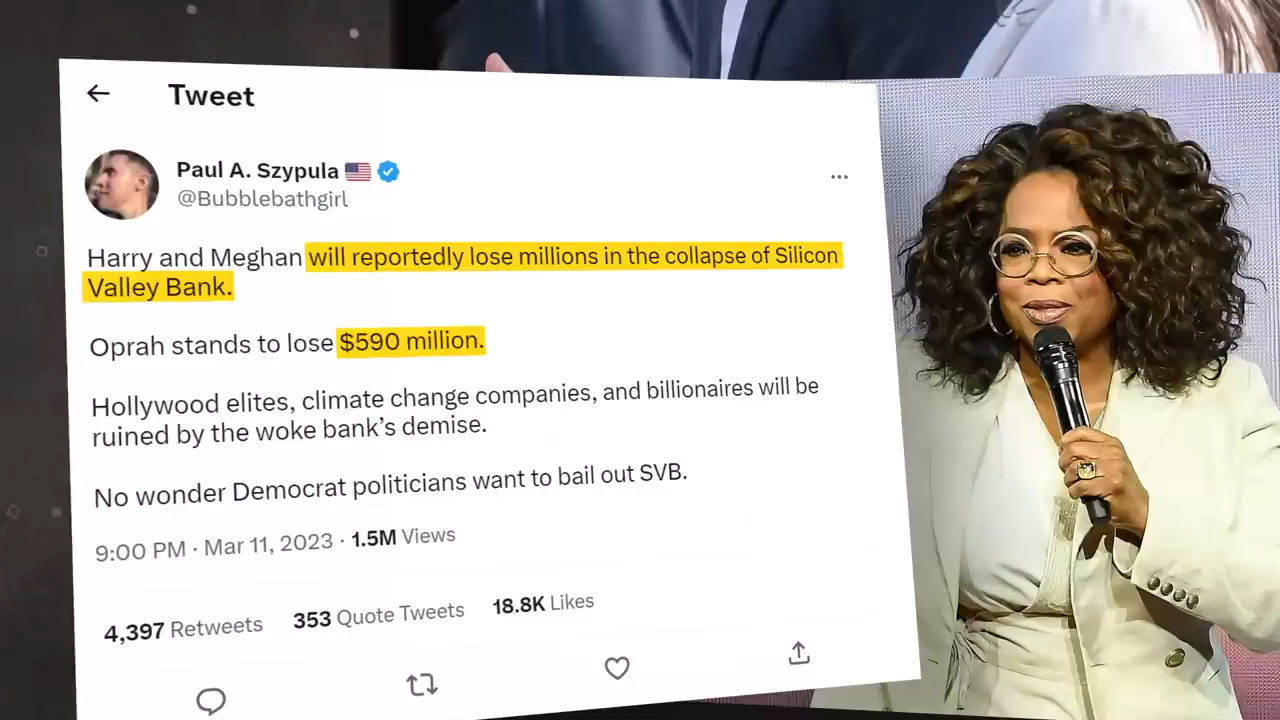 Tweet
Paul A. Szypula 🇺🇸
@Bubblebathgirl
Harry and Meghan will reportedly lose millions in the collapse of Silicon
Valley Bank.
Oprah stands to lose $590 million.
Hollywood elites, climate change companies, and billionaires will be
ruined by the woke bank’s demise.
No wonder Democrat politicians want to bail out SVB.
9:00 PM · Mar 11, 2023 · 1.5M Views
4,397 Retweets 353 Quote Tweets 18.8K Likes